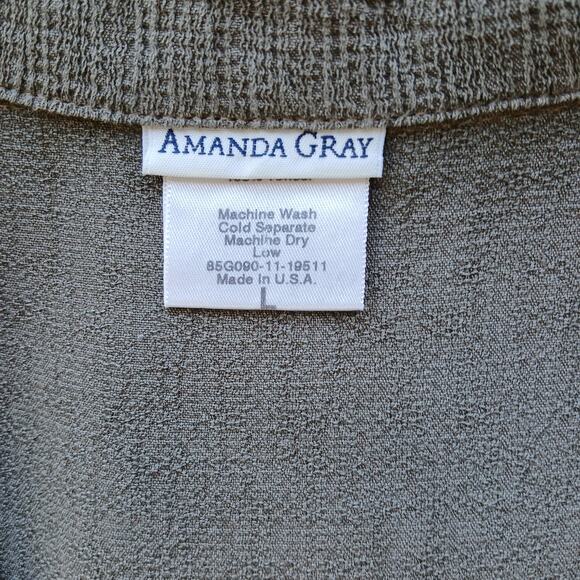 AMANDA GRAY
Machine Wash
Cold Separate
Machine Dry
Low
85G090-11-19511
Made in U.S.A.
L